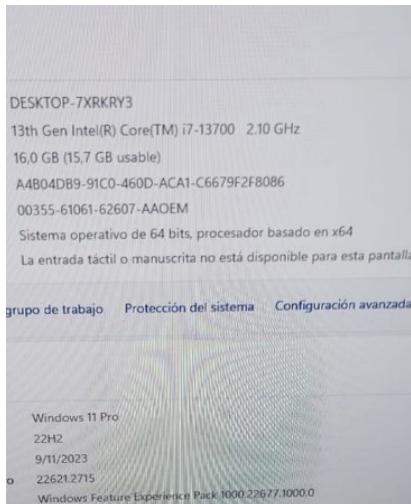 DESKTOP-7XRKRY3
13th Gen Intel(R) Core(TM) i7-13700 2.10 GHz
16,0 GB (15,7 GB usable)
A4B04DB9-91C0-460D-ACA1-C6679F2F8086
00355-61061-62607-AAOEM
Sistema operativo de 64 bits, procesador basado en x64
La entrada táctil o manuscrita no está disponible para esta pantalla
grupo de trabajo Protección del sistema Configuración avanzada
Windows 11 Pro
22H2
9/11/2023
o 22621.2715
Windows Feature Experience Pack 1000.22677.1000.0